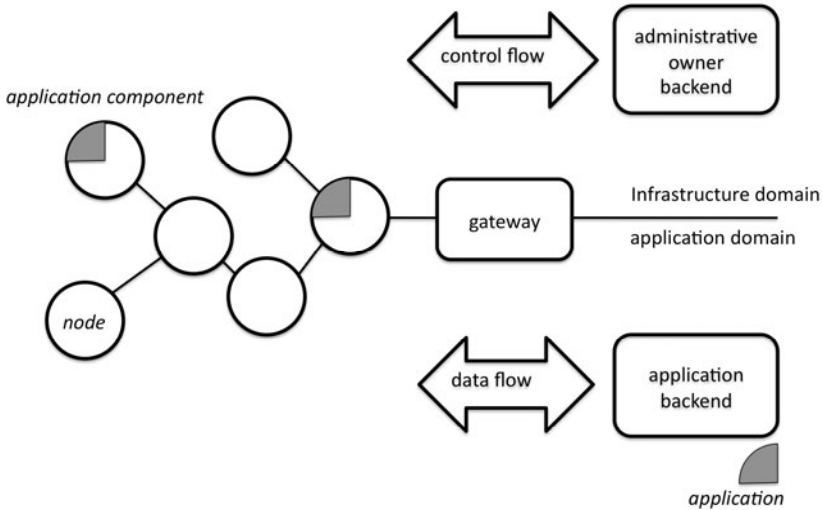 control flow
administrative
owner
backend
application component
Infrastructure domain
gateway
application domain
node
data flow
application
backend
application